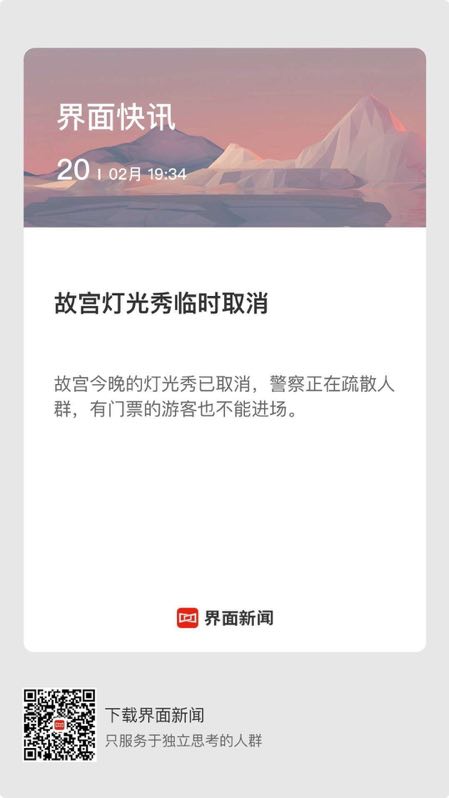 界面快讯
20 | 02月 19:34
故宫灯光秀临时取消
故宫今晚的灯光秀已取消，警察正在疏散人
群，有门票的游客也不能进场。
界面新闻
下载界面新闻
只服务于独立思考的人群